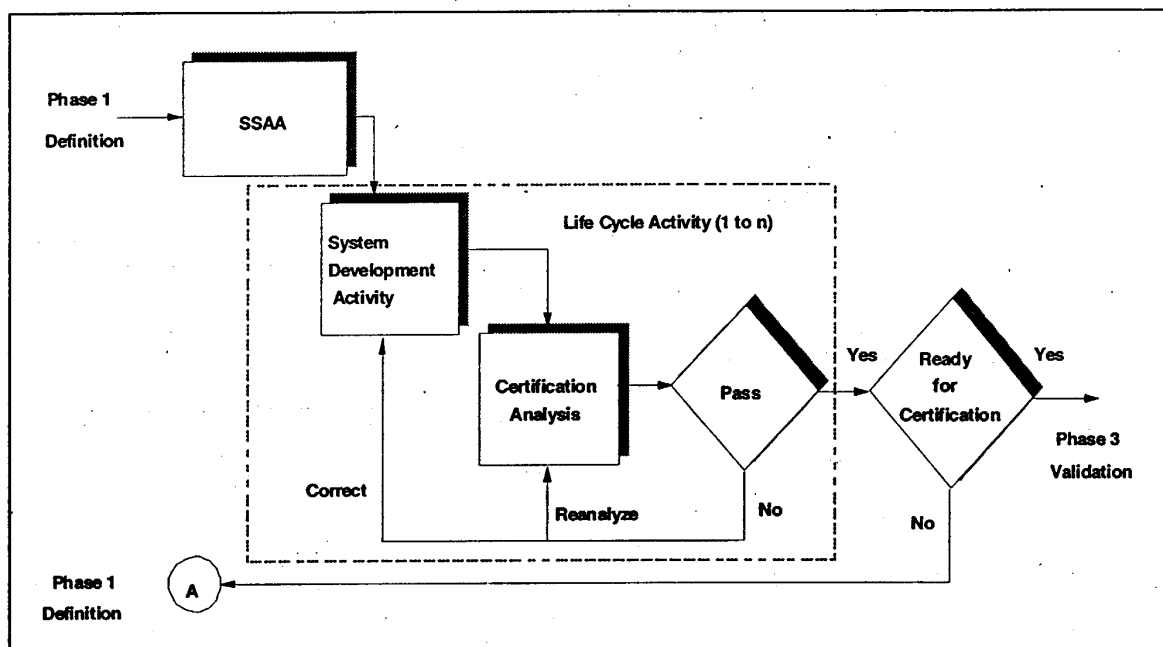 Phase 1
Definition
SSAA
Life Cycle Activity (1 to n)
System
Development
Activity
Certification
Analysis
Pass
Yes
Ready
for
Certification
Yes
Phase 3
Validation
Correct
Reanalyze
No
No
Phase 1
Definition
A